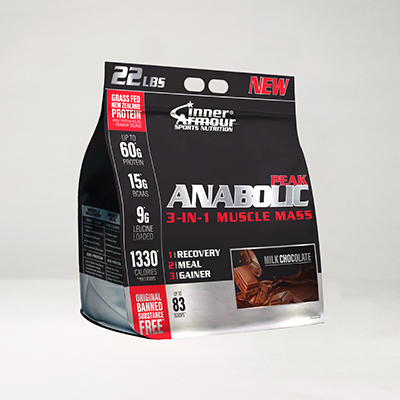 22 LBS
NEW
GRASS FED
NEW ZEALAND
PROTEIN
inner
ARMOUR
SPORTS NUTRITION
UP TO
60G
PROTEIN
15G
BCAAS
9G
LEUCINE
LOADED
1330
CALORIES
PEAK
ANABOLIC
3-IN-1 MUSCLE MASS
1 RECOVERY
2 MEAL
3 GAINER
MILK CHOCOLATE
ORIGINAL
BANNED
SUBSTANCE
FREE
UP TO
83
SCOOPS